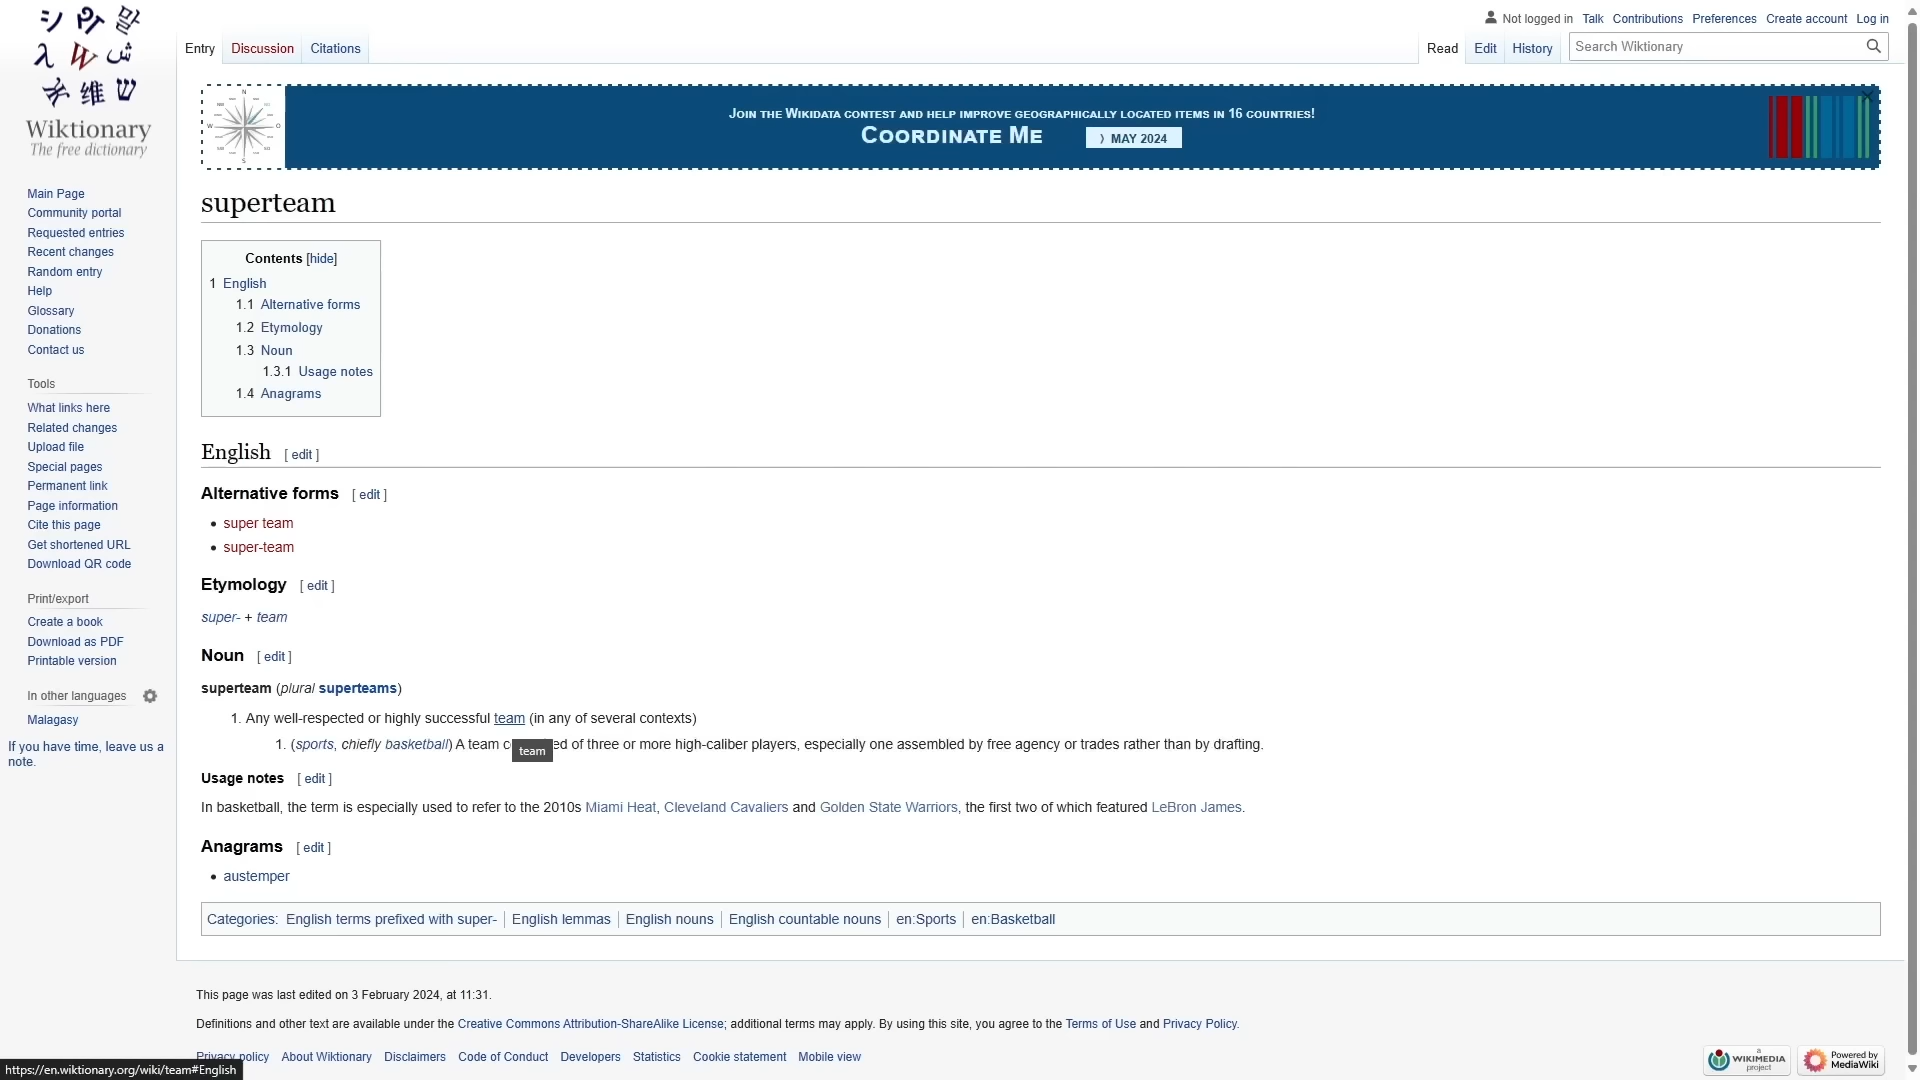 Not logged in Talk Contributions Preferences Create account Log in
Entry Discussion Citations Read Edit History Search Wiktionary
Wiktionary
The free dictionary
Main Page
Community portal
Requested entries
Recent changes
Random entry
Help
Glossary
Donations
Contact us
Tools
What links here
Related changes
Upload file
Special pages
Permanent link
Page information
Cite this page
Get shortened URL
Download QR code
Print/export
Create a book
Download as PDF
Printable version
In other languages
Malagasy
If you have time, leave us a
note.
Join the Wikidata contest and help improve geographically located items in 16 countries!
Coordinate Me ⟩ MAY 2024
superteam
Contents [hide]
1 English
1.1 Alternative forms
1.2 Etymology
1.3 Noun
1.3.1 Usage notes
1.4 Anagrams
English [ edit ]
Alternative forms [ edit ]
• super team
• super-team
Etymology [ edit ]
super- + team
Noun [ edit ]
superteam (plural superteams)
1. Any well-respected or highly successful team (in any of several contexts)
1. (sports, chiefly basketball) A team of three or more high-caliber players, especially one assembled by free agency or trades rather than by drafting.
team
Usage notes [ edit ]
In basketball, the term is especially used to refer to the 2010s Miami Heat, Cleveland Cavaliers and Golden State Warriors, the first two of which featured LeBron James.
Anagrams [ edit ]
• austemper
Categories: English terms prefixed with super- English lemmas English nouns English countable nouns en:Sports en:Basketball
This page was last edited on 3 February 2024, at 11:31.
Definitions and other text are available under the Creative Commons Attribution-ShareAlike License; additional terms may apply. By using this site, you agree to the Terms of Use and Privacy Policy.
Privacy policy About Wiktionary Disclaimers Code of Conduct Developers Statistics Cookie statement Mobile view
a WIKIMEDIA project
Powered by MediaWiki
https://en.wiktionary.org/wiki/team#English